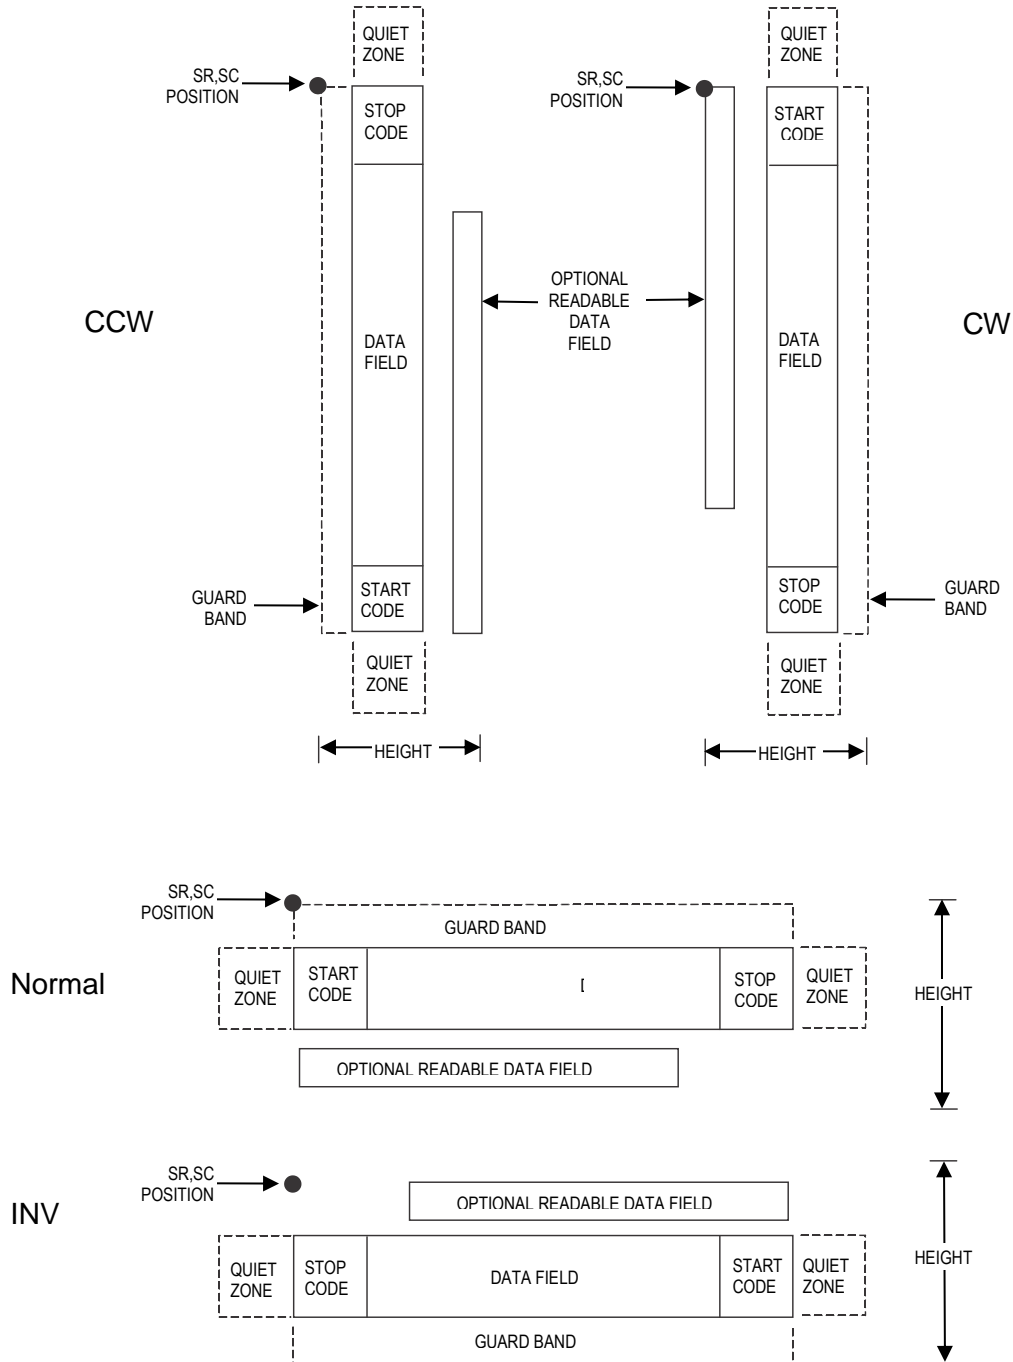 QUIET
ZONE
QUIET
ZONE
SR,SC
POSITION
SR,SC
POSITION
STOP
CODE
START
CODE
OPTIONAL
READABLE
DATA
FIELD
CCW
CW
DATA
FIELD
DATA
FIELD
GUARD
BAND
START
CODE
STOP
CODE
GUARD
BAND
QUIET
ZONE
QUIET
ZONE
HEIGHT
HEIGHT
SR,SC
POSITION
GUARD BAND
Normal
QUIET
ZONE
START
CODE
STOP
CODE
QUIET
ZONE
HEIGHT
OPTIONAL READABLE DATA FIELD
SR,SC
POSITION
OPTIONAL READABLE DATA FIELD
INV
QUIET
ZONE
STOP
CODE
DATA FIELD
START
CODE
QUIET
ZONE
HEIGHT
GUARD BAND